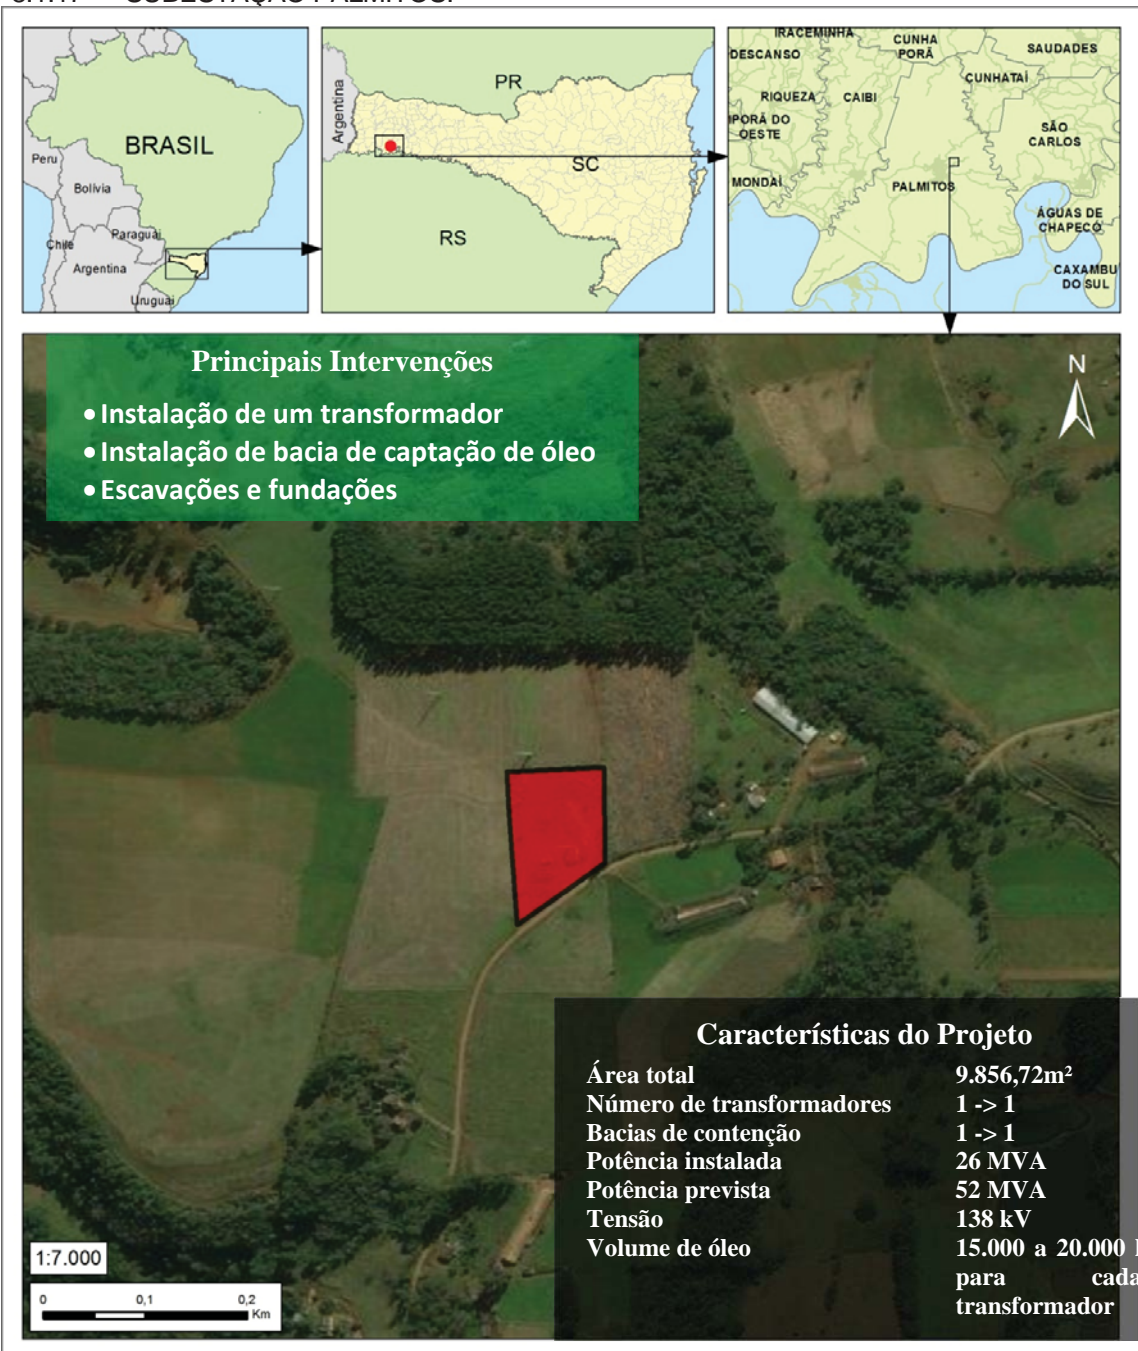 SUBESTAÇÃO PALMITOS.
BRASIL
Peru
Bolívia
Paraguai
Chile
Argentina
Uruguai
Argentina
PR
SC
RS
IRACEMINHA
DESCANSO
CUNHA
PORÃ
SAUDADES
CUNHATAÍ
RIQUEZA
CAIBI
IPORÃ DO
OESTE
SÃO
CARLOS
MONDAÍ
PALMITOS
ÁGUAS DE
CHAPECÓ
CAXAMBU
DO SUL
Principais Intervenções
• Instalação de um transformador
• Instalação de bacia de captação de óleo
• Escavações e fundações
N
Características do Projeto
Área total 9.856,72m²
Número de transformadores 1 -> 1
Bacias de contenção 1 -> 1
Potência instalada 26 MVA
Potência prevista 52 MVA
Tensão 138 kV
Volume de óleo 15.000 a 20.000 l
para cada
transformador
1:7.000
0 0,1 0,2
Km